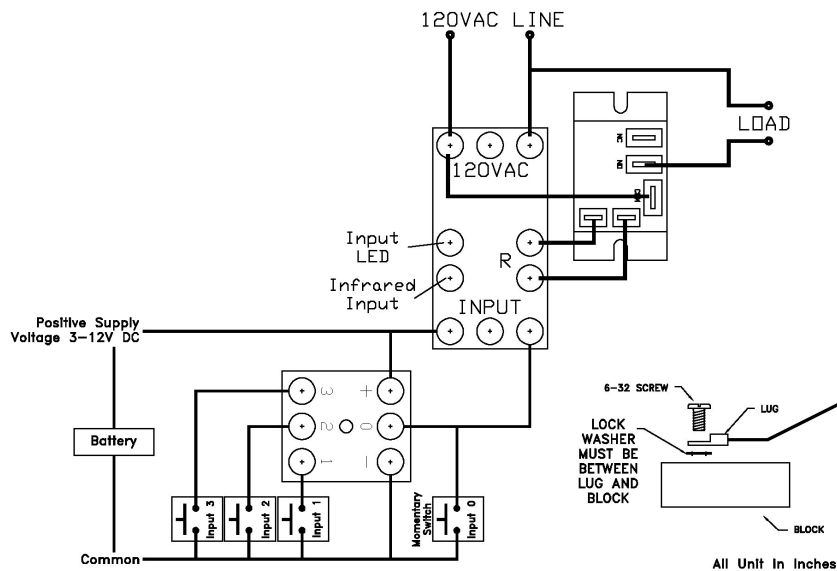 120VAC LINE
LOAD
120VAC
NC
NO
Input
LED
R
Infrared
Input
INPUT
Positive Supply
Voltage 3-12V DC
3
+
2
0
1
-
Battery
6-32 SCREW
LUG
LOCK
WASHER
MUST BE
BETWEEN
LUG AND
BLOCK
BLOCK
Input 3
Input 2
Input 1
Momentary
Switch
Input 0
Common
All Unit In Inches